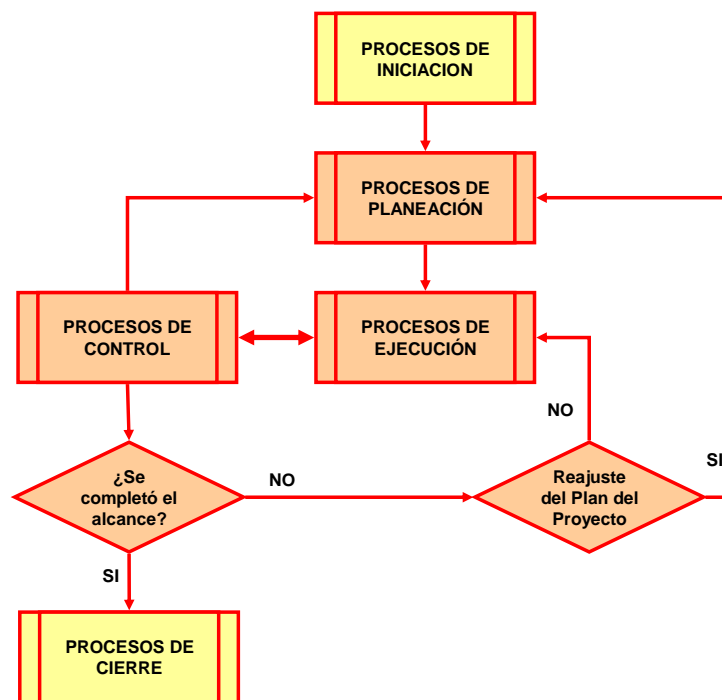 PROCESOS DE
INICIACION
PROCESOS DE
PLANEACIÓN
PROCESOS DE
CONTROL
PROCESOS DE
EJECUCIÓN
NO
¿Se
completó el
alcance?
NO
Reajuste
del Plan del
Proyecto
SI
SI
PROCESOS DE
CIERRE